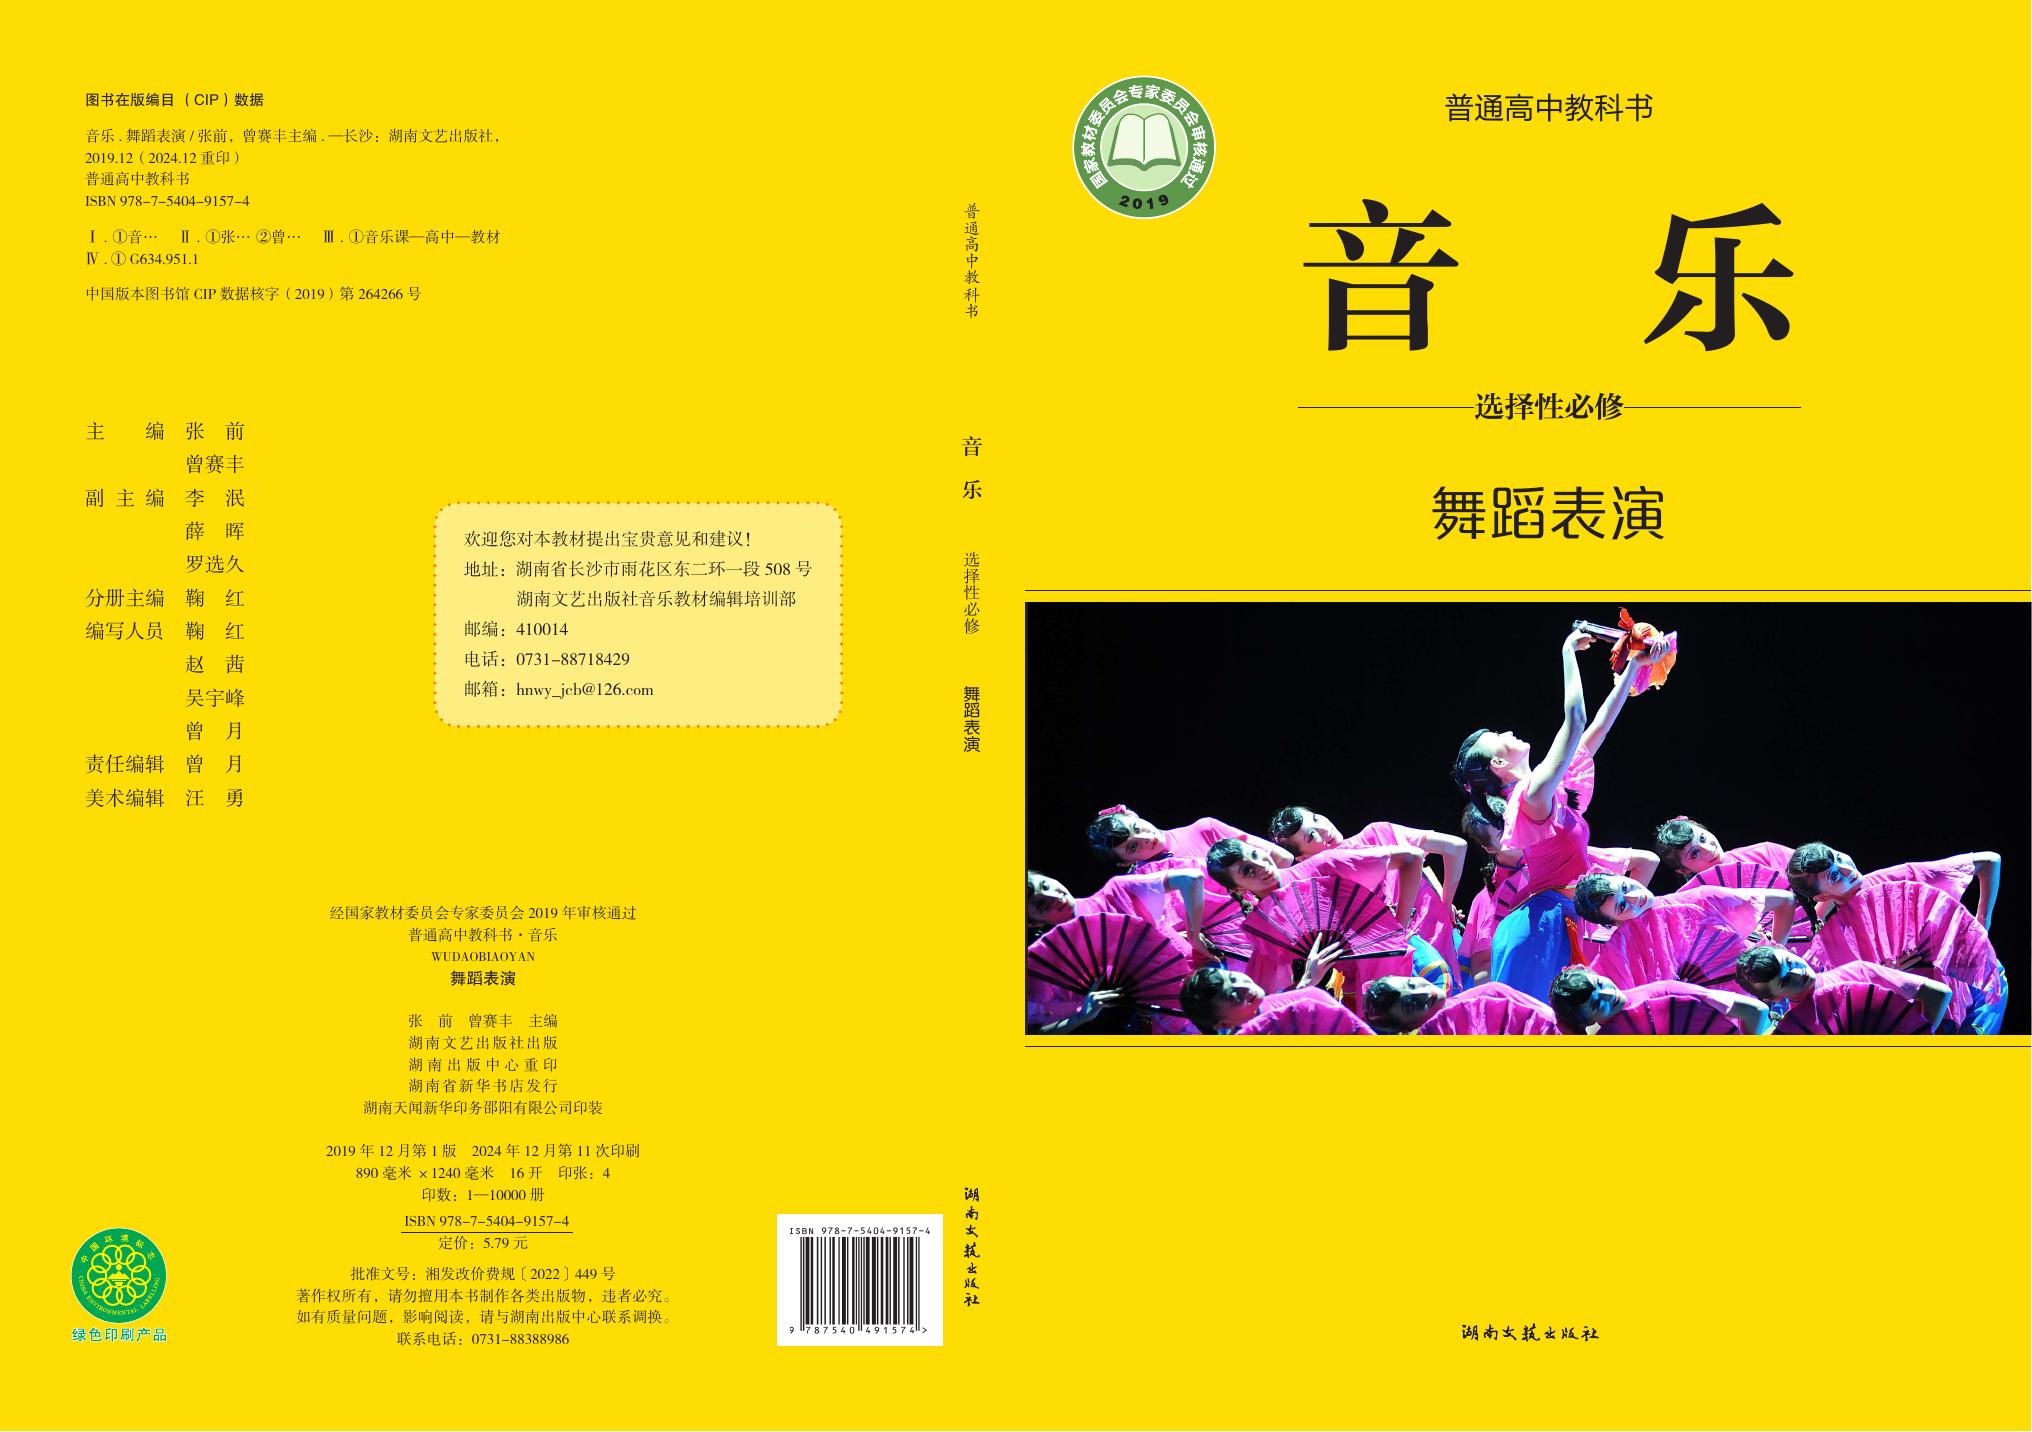 图书在版编目（CIP）数据
音乐 . 舞蹈表演 / 张前，曾赛丰主编 . —长沙：湖南文艺出版社，
2019.12（2024.12 重印）
普通高中教科书
ISBN 978-7-5404-9157-4
Ⅰ . ①音…　Ⅱ . ①张… ②曾…　Ⅲ . ①音乐课—高中—教材
Ⅳ . ① G634.951.1
中国版本图书馆 CIP 数据核字（2019）第 264266 号
主　　编　张　前
曾赛丰
副 主 编　李　泯
薛　晖
罗选久
分册主编　鞠　红
编写人员　鞠　红
赵　茜
吴宇峰
曾　月
责任编辑　曾　月
美术编辑　汪　勇
欢迎您对本教材提出宝贵意见和建议！
地址：湖南省长沙市雨花区东二环一段 508 号
湖南文艺出版社音乐教材编辑培训部
邮编：410014
电话：0731-88718429
邮箱：hnwy_jcb@126.com
经国家教材委员会专家委员会 2019 年审核通过
普通高中教科书·音乐
WUDAOBIAOYAN
舞蹈表演
张　前　曾赛丰　主编
湖南文艺出版社出版
湖南出版中心重印
湖南省新华书店发行
湖南天闻新华印务邵阳有限公司印装
2019 年 12 月第 1 版　2024 年 12 月第 11 次印刷
890 毫米 ×1240 毫米　16 开　印张：4
印数：1—10000 册
ISBN 978-7-5404-9157-4
定价：5.79 元
批准文号：湘发改价费规〔2022〕449 号
著作权所有，请勿擅用本书制作各类出版物，违者必究。
如有质量问题，影响阅读，请与湖南出版中心联系调换。
联系电话：0731-88388986
中国环境标志
CHINA ENVIRONMENTAL LABELLING
绿色印刷产品
ISBN 978-7-5404-9157-4
9 787540 491574 >
普通高中教科书
音 乐
选择性必修
舞蹈表演
湖南文艺出版社
国家教材委员会专家委员会审核通过
2019
普通高中教科书
音 乐
选择性必修
舞蹈表演
湖南文艺出版社